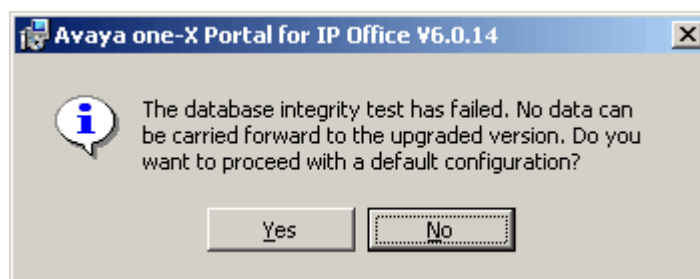 Avaya one-X Portal for IP Office V6.0.14
The database integrity test has failed. No data can
be carried forward to the upgraded version. Do you
want to proceed with a default configuration?
Yes
No